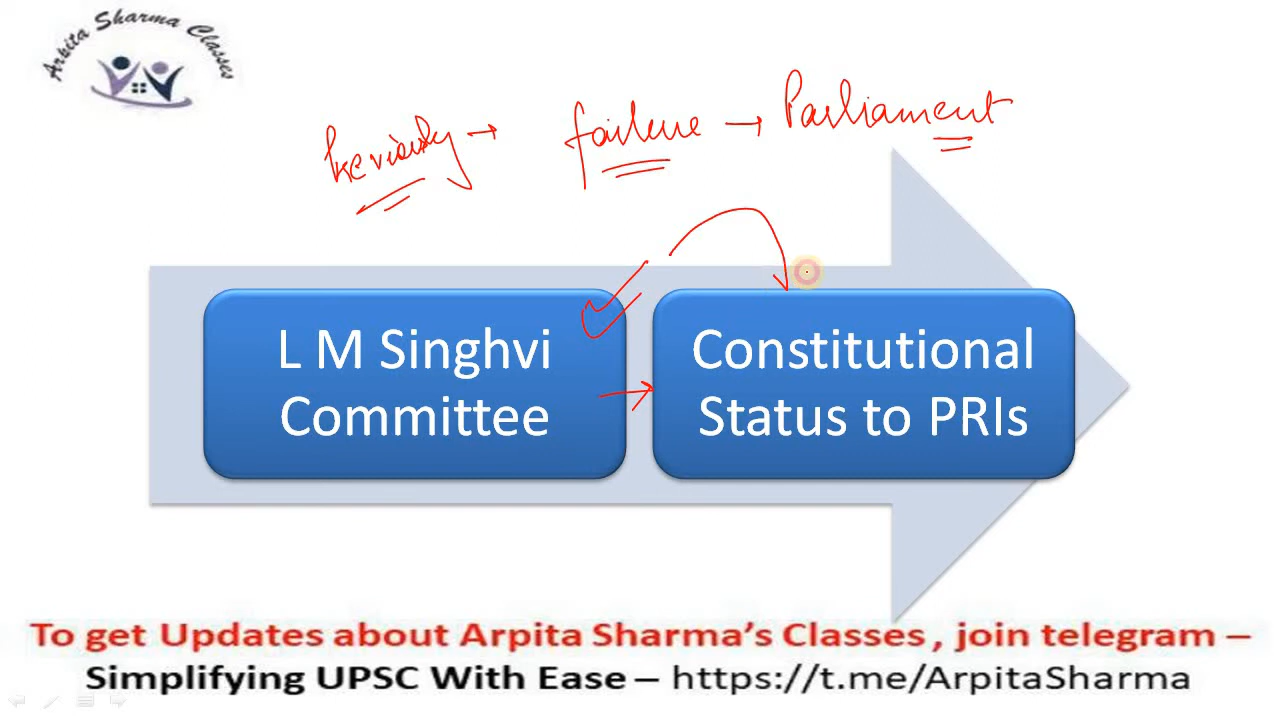 Arpita Sharma Classes
Previously → failure → Parliament
L M Singhvi
Committee
Constitutional
Status to PRIs
To get Updates about Arpita Sharma's Classes, join telegram –
Simplifying UPSC With Ease – https://t.me/ArpitaSharma